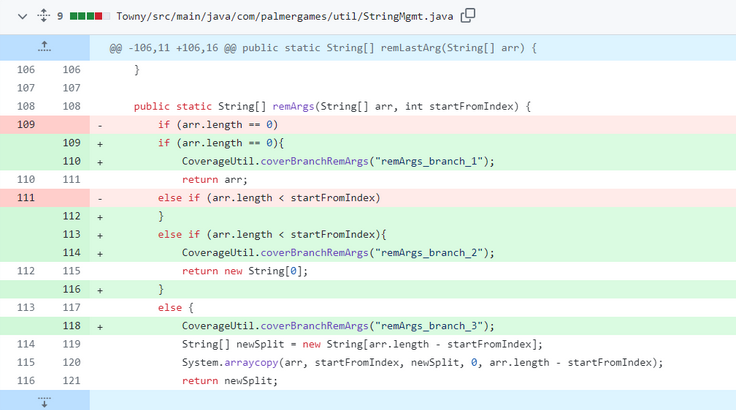 9 Towny/src/main/java/com/palmergames/util/StringMgmt.java
@@ -106,11 +106,16 @@ public static String[] remLastArg(String[] arr) {
106 106 }
107 107
108 108 public static String[] remArgs(String[] arr, int startFromIndex) {
109 - if (arr.length == 0)
109 + if (arr.length == 0){
110 + CoverageUtil.coverBranchRemArgs("remArgs_branch_1");
110 111 return arr;
111 - else if (arr.length < startFromIndex)
112 + }
113 + else if (arr.length < startFromIndex){
114 + CoverageUtil.coverBranchRemArgs("remArgs_branch_2");
112 115 return new String[0];
116 + }
113 117 else {
118 + CoverageUtil.coverBranchRemArgs("remArgs_branch_3");
114 119 String[] newSplit = new String[arr.length - startFromIndex];
115 120 System.arraycopy(arr, startFromIndex, newSplit, 0, arr.length - startFromIndex);
116 121 return newSplit;